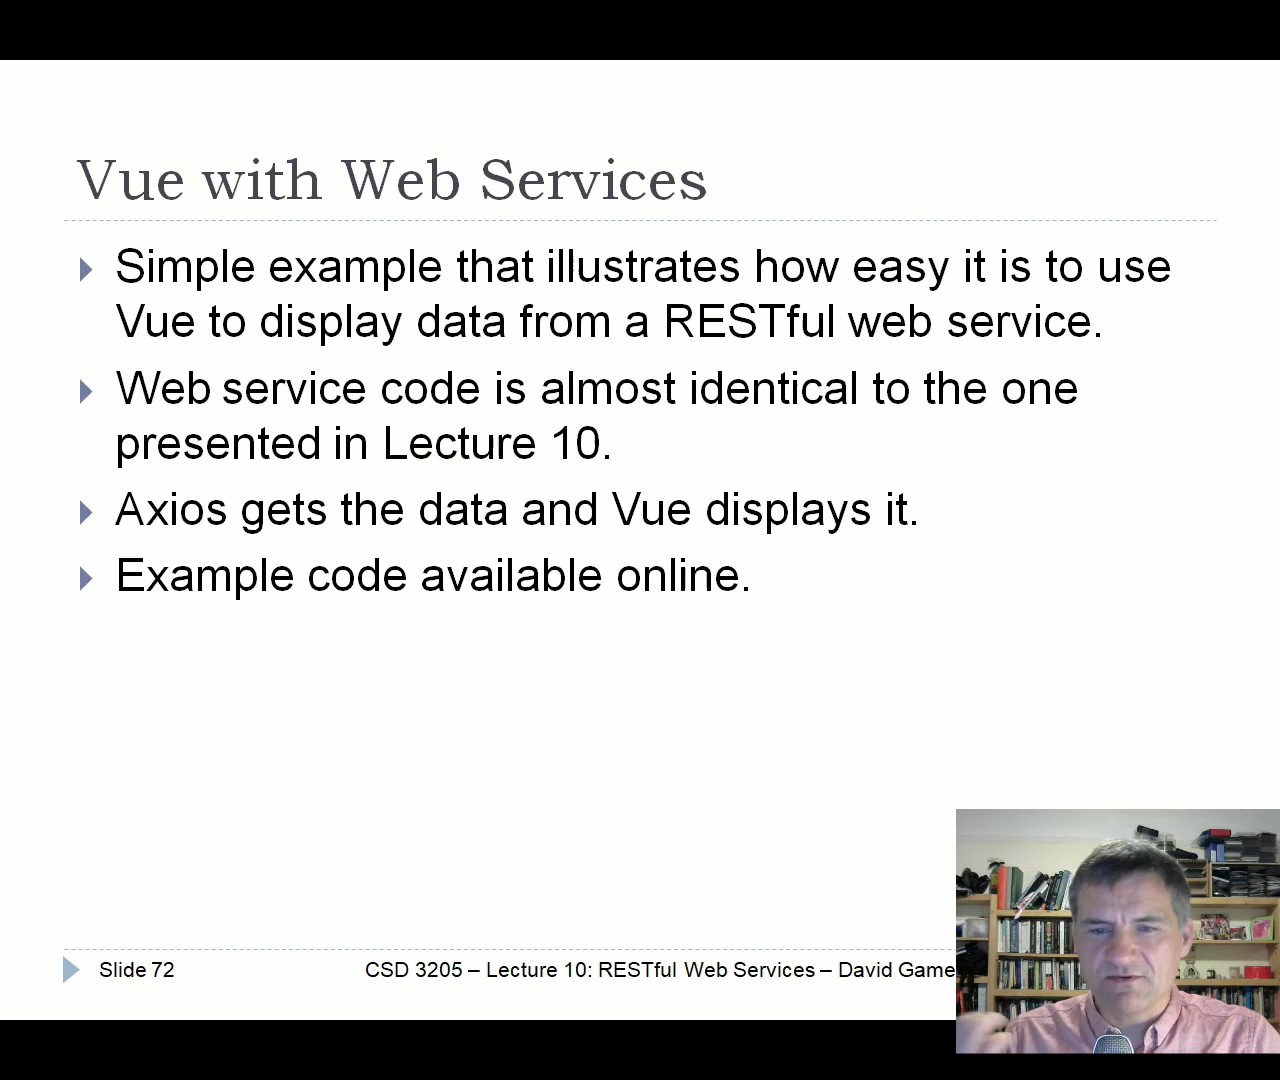 Vue with Web Services
Simple example that illustrates how easy it is to use
Vue to display data from a RESTful web service.
Web service code is almost identical to the one
presented in Lecture 10.
Axios gets the data and Vue displays it.
Example code available online.
Slide 72
CSD 3205 – Lecture 10: RESTful Web Services – David Game